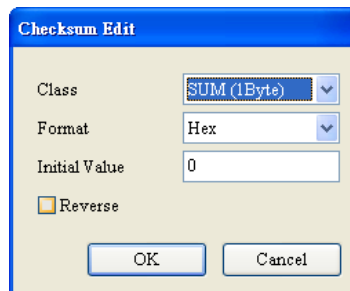 Checksum Edit
Class SUM (1Byte)
Format Hex
Initial Value 0
Reverse
OK Cancel